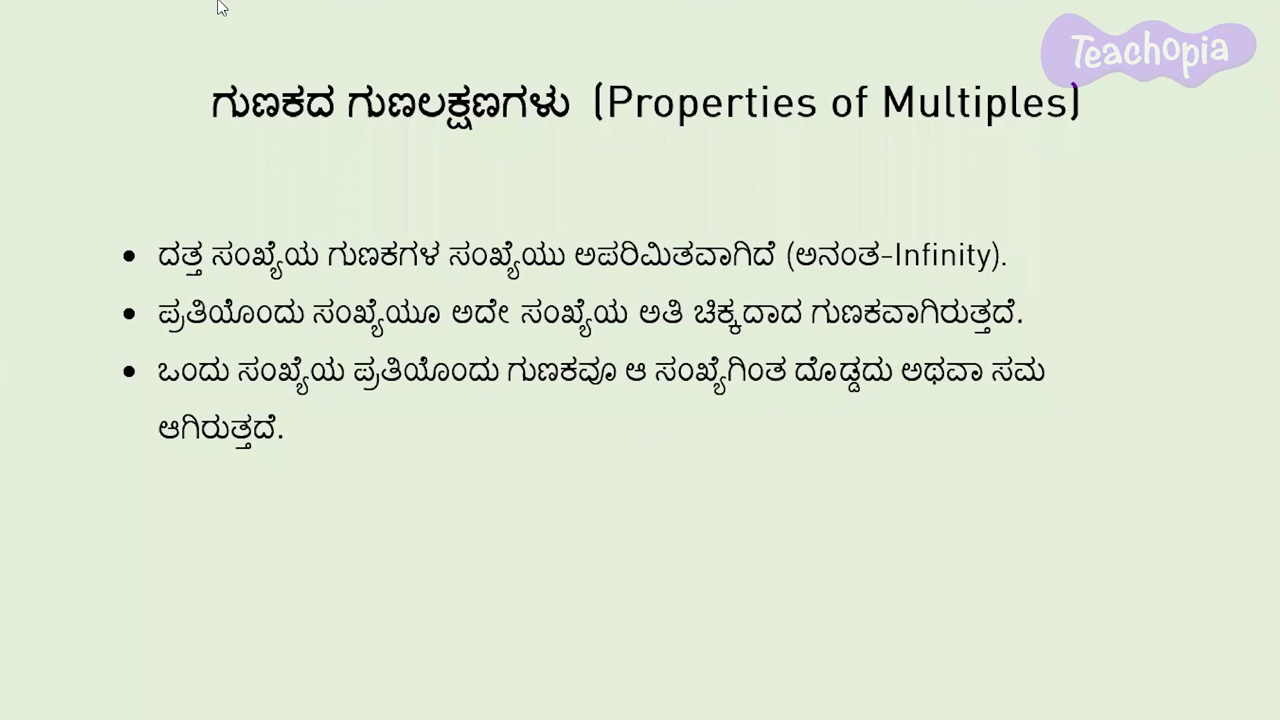 Teachopia
ಗುಣಕದ ಗುಣಲಕ್ಷಣಗಳು (Properties of Multiples)
• ದತ್ತ ಸಂಖ್ಯೆಯ ಗುಣಕಗಳ ಸಂಖ್ಯೆಯು ಅಪರಿಮಿತವಾಗಿದೆ (ಅನಂತ-Infinity).
• ಪ್ರತಿಯೊಂದು ಸಂಖ್ಯೆಯೂ ಅದೇ ಸಂಖ್ಯೆಯ ಅತಿ ಚಿಕ್ಕದಾದ ಗುಣಕವಾಗಿರುತ್ತದೆ.
• ಒಂದು ಸಂಖ್ಯೆಯ ಪ್ರತಿಯೊಂದು ಗುಣಕವೂ ಆ ಸಂಖ್ಯೆಗಿಂತ ದೊಡ್ಡದು ಅಥವಾ ಸಮ
ಆಗಿರುತ್ತದೆ.